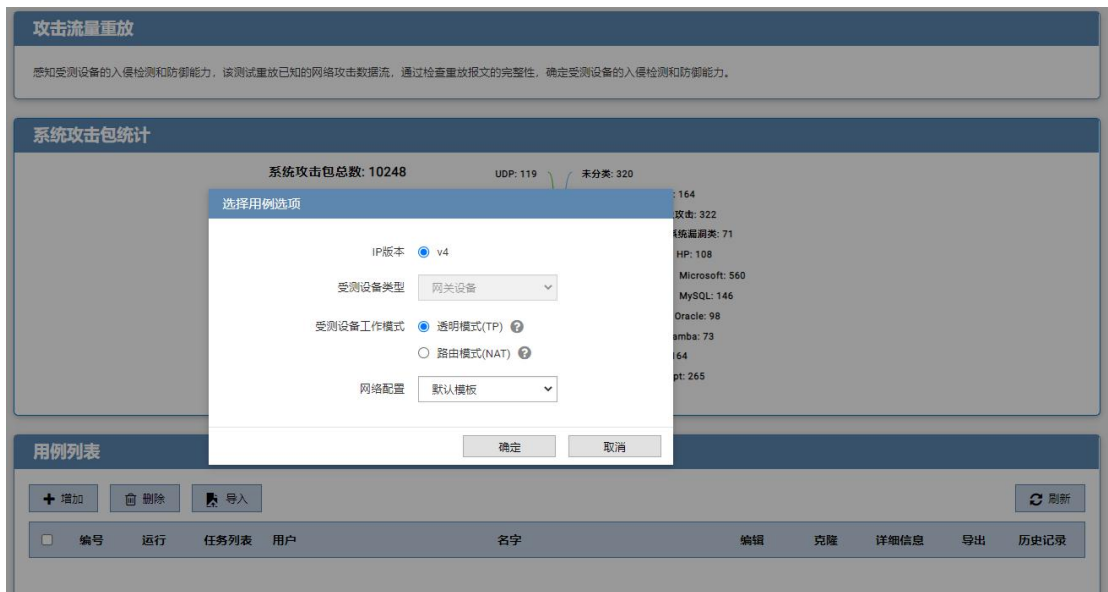 攻击流量重放
感知受测设备的入侵检测和防御能力，该测试重放已知的网络攻击数据流，通过检查重放报文的完整性，确定受测设备的入侵检测和防御能力。
系统攻击包统计
系统攻击包总数: 10248
UDP: 119
未分类: 320
: 164
攻击: 322
系统漏洞类: 71
HP: 108
Microsoft: 560
MySQL: 146
Oracle: 98
amba: 73
164
pt: 265
选择用例选项
IP版本 v4
受测设备类型 网关设备
受测设备工作模式 透明模式(TP) ?
路由模式(NAT) ?
网络配置 默认模板
确定 取消
用例列表
增加 删除 导入 刷新
编号 运行 任务列表 用户 名字 编辑 克隆 详细信息 导出 历史记录